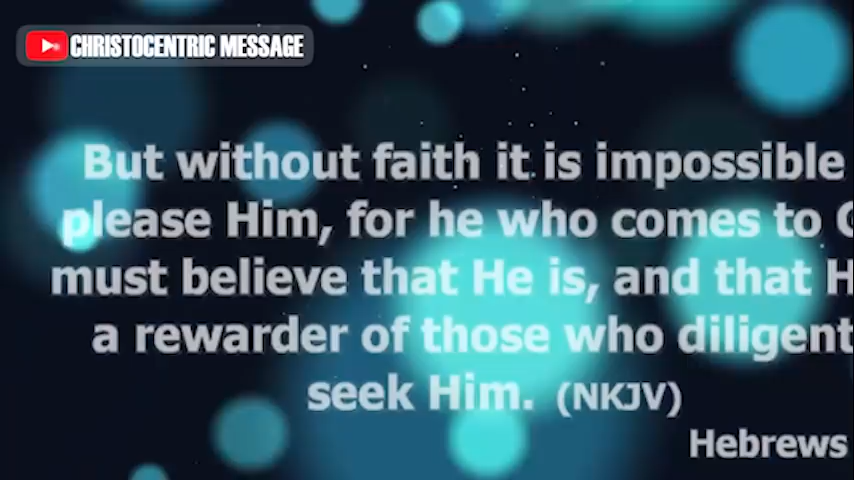 CHRISTOCENTRIC MESSAGE
But without faith it is impossible
please Him, for he who comes to
must believe that He is, and that
a rewarder of those who
seek Him. (NKJV)
Hebrews